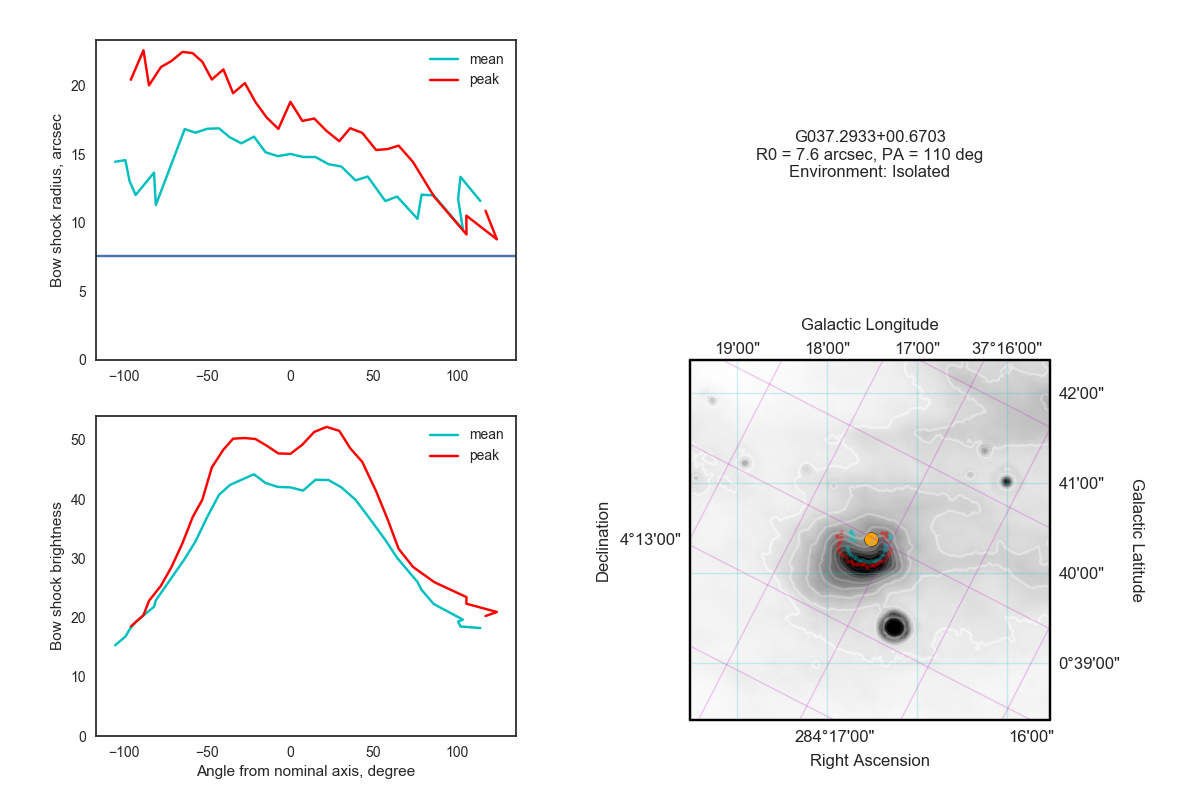 mean
peak
20
15
10
5
0
−100
−50
0
50
100
Bow shock radius, arcsec
mean
peak
50
40
30
20
10
0
−100
−50
0
50
100
Bow shock brightness
Angle from nominal axis, degree
G037.2933+00.6703
R0 = 7.6 arcsec, PA = 110 deg
Environment: Isolated
Galactic Longitude
19'00" 18'00" 17'00" 37°16'00"
42'00"
41'00"
40'00"
0°39'00"
Galactic Latitude
4°13'00"
Declination
284°17'00" 16'00"
Right Ascension